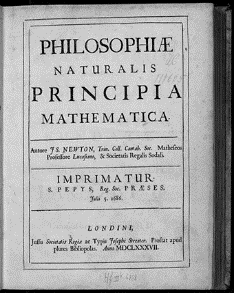 PHILOSOPHIÆ
NATURALIS
PRINCIPIA
MATHEMATICA.
Autore JS. NEWTON, Trin. Coll. Cantab. Soc. Matheseos
Professore Lucasiano, & Societatis Regalis Sodali.
IMPRIMATUR.
S. PEPYS, Reg. Soc. PRÆSES.
Julii 5. 1686.
LONDINI,
Jussu Societatis Regiæ ac Typis Josephi Streater. Prostat apud
plures Bibliopolas. Anno MDCLXXXVII.